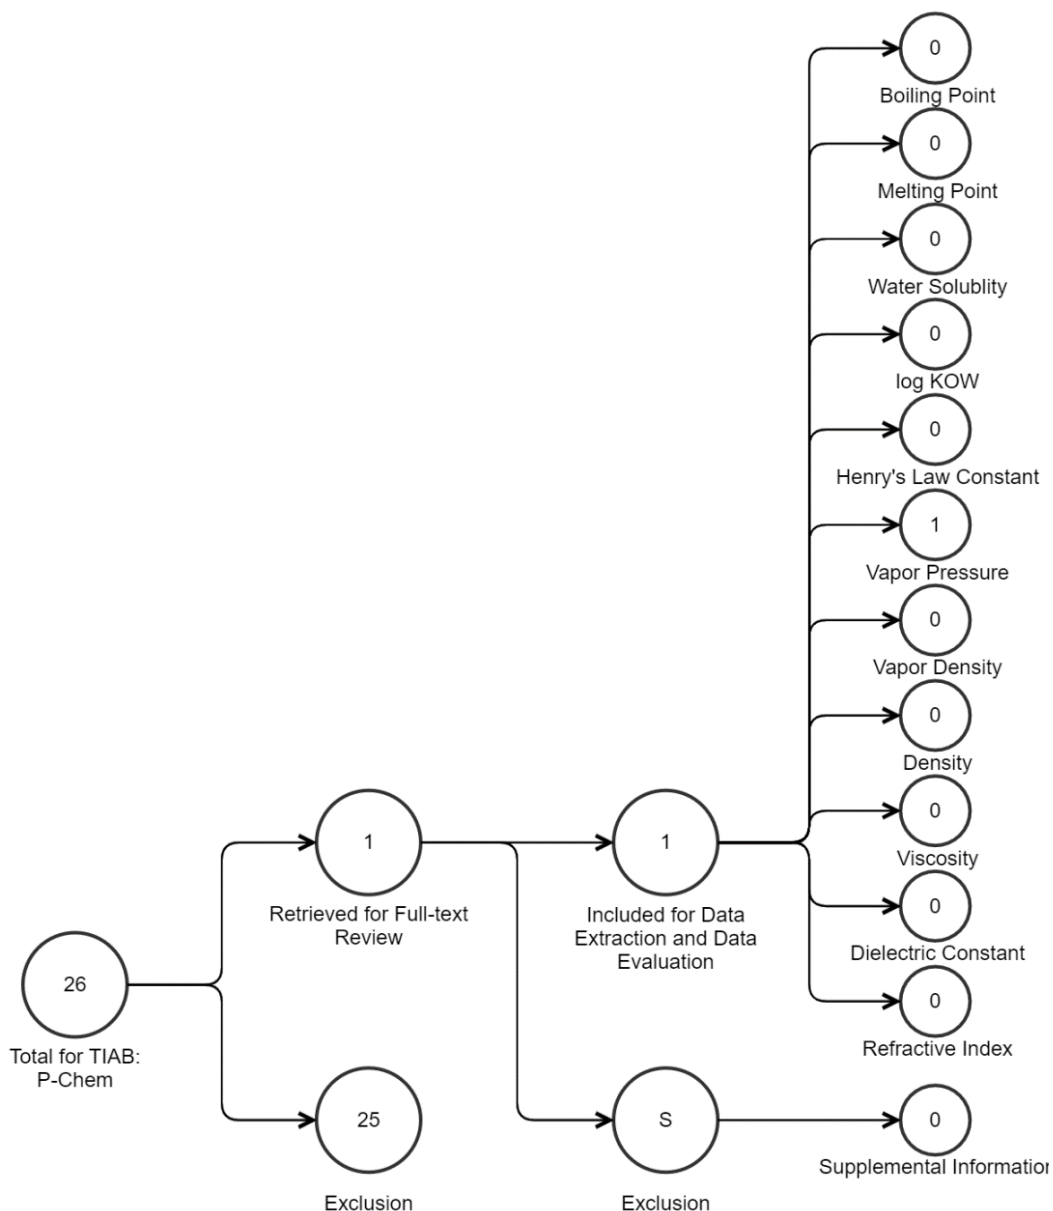 0
Boiling Point
0
Melting Point
0
Water Solublity
0
log KOW
0
Henry's Law Constant
1
Vapor Pressure
0
Vapor Density
0
Density
0
Viscosity
0
Dielectric Constant
0
Refractive Index
1
Retrieved for Full-text
Review
1
Included for Data
Extraction and Data
Evaluation
26
Total for TIAB:
P-Chem
25
Exclusion
S
Exclusion
0
Supplemental Information